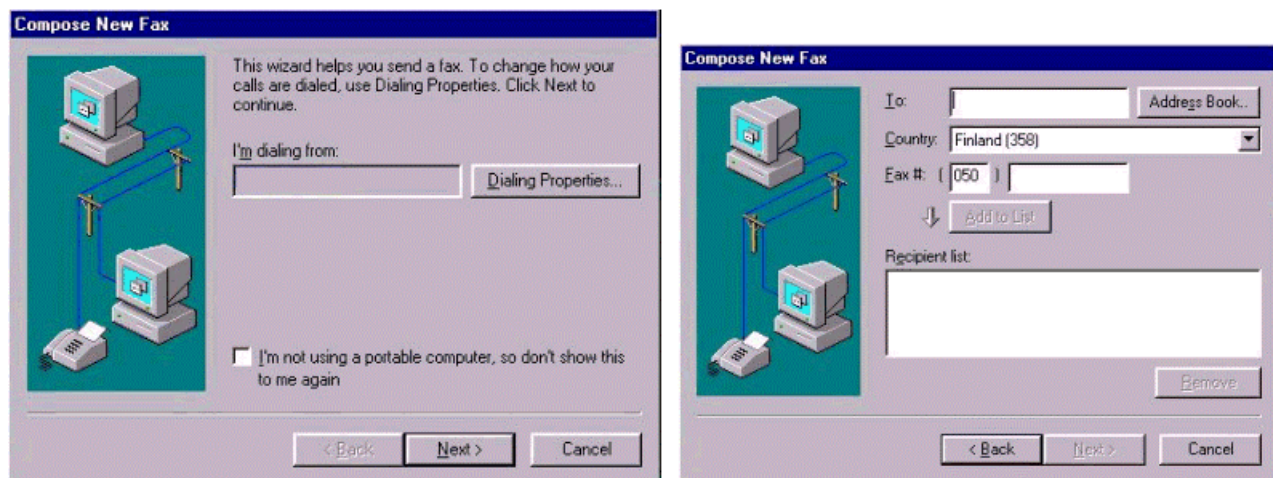 Compose New Fax
This wizard helps you send a fax. To change how your
calls are dialed, use Dialing Properties. Click Next to
continue.
I'm dialing from:
Dialing Properties...
I'm not using a portable computer, so don't show this
to me again
< Back
Next >
Cancel
Compose New Fax
To:
Address Book..
Country: Finland (358)
Fax #: ( 050 )
Add to List
Recipient list:
Remove
< Back
Next >
Cancel